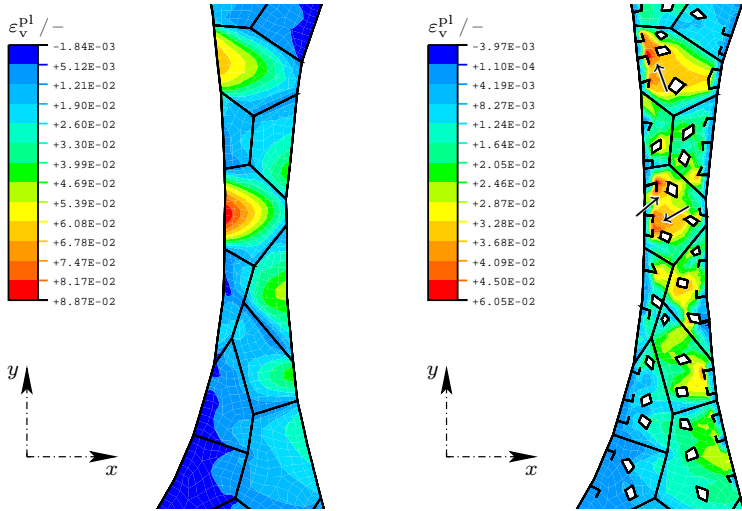 ε_v^pl / −
-1.84E-03
+5.12E-03
+1.21E-02
+1.90E-02
+2.60E-02
+3.30E-02
+3.99E-02
+4.69E-02
+5.39E-02
+6.08E-02
+6.78E-02
+7.47E-02
+8.17E-02
+8.87E-02
y
x
ε_v^pl / −
-3.97E-03
+1.10E-04
+4.19E-03
+8.27E-03
+1.24E-02
+1.64E-02
+2.05E-02
+2.46E-02
+2.87E-02
+3.28E-02
+3.68E-02
+4.09E-02
+4.50E-02
+6.05E-02
y
x